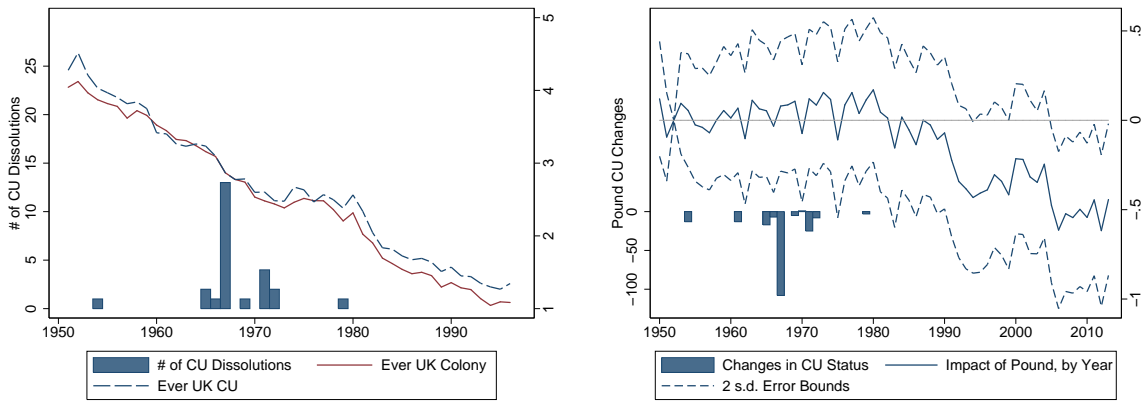 # of CU Dissolutions
25
20
15
10
5
0
5
4
3
2
1
1950 1960 1970 1980 1990
# of CU Dissolutions Ever UK Colony
Ever UK CU
Pound CU Changes
0
−50
−100
.5
0
−.5
−1
1950 1960 1970 1980 1990 2000 2010
Changes in CU Status Impact of Pound, by Year
2 s.d. Error Bounds